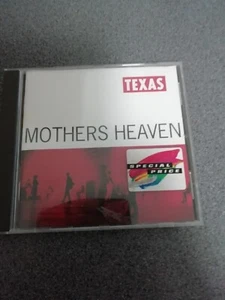 TEXAS
MOTHERS HEAVEN
SPECIAL
PRICE